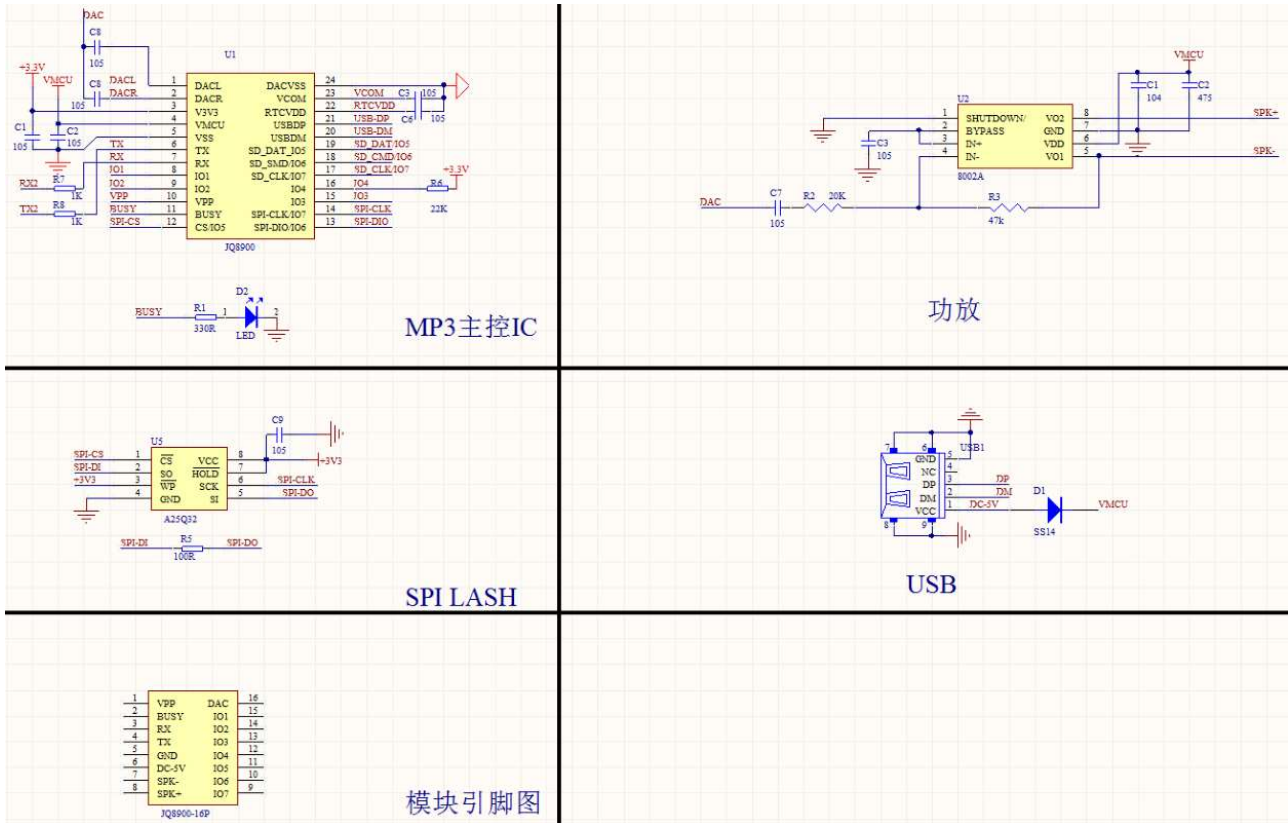 DAC
C8
105
U1
+3.3V
VMCU
C8
105
DACL
DACR
C1
105
C2
105
TX
RX
IO1
IO2
VPP
BUSY
SPI-CS
RX2
R7
1K
TX2
R8
1K
1 DACL DACVSS 24
2 DACR VCOM 23
3 V3V3 RTCVDD 22
4 VMCU USBDP 21
5 VSS USBDM 20
6 TX SD_DAT_IO5 19
7 RX SD_SMD/IO6 18
8 IO1 SD_CLK/IO7 17
9 IO2 IO4 16
10 VPP IO3 15
11 BUSY SPI-CLK/IO7 14
12 CS/IO5 SPI-DIO/IO6 13
JQ8900
VCOM
RTCVDD
USB-DP
USB-DM
SD_DAT/IO5
SD_CMD/IO6
SD_CLK/IO7
IO4
IO3
SPI-CLK
SPI-DIO
C3
105
C6
105
+3.3V
R6
22K
BUSY
R1
330R
1
D2
LED
2
MP3主控IC
VMCU
C1
104
C2
475
U2
1 SHUTDOWN/ VO2 8
2 BYPASS GND 7
3 IN+ VDD 6
4 IN- VO1 5
8002A
SPK+
SPK-
C3
105
DAC
C7
105
R2
20K
R3
47k
功放
C9
105
U5
SPI-CS 1 CS VCC 8
SPI-DI 2 SO HOLD 7 +3V3
+3V3 3 WP SCK 6 SPI-CLK
4 GND SI 5 SPI-DO
A25Q32
SPI-DI R5 SPI-DO
100R
SPI LASH
7
6
USB1
GND 5
NC 4
DP 3 DP
DM 2 DM
VCC 1 DC-5V
8
9
D1
SS14
VMCU
USB
1 VPP DAC 16
2 BUSY IO1 15
3 RX IO2 14
4 TX IO3 13
5 GND IO4 12
6 DC-5V IO5 11
7 SPK- IO6 10
8 SPK+ IO7 9
JQ8900-16P
模块引脚图